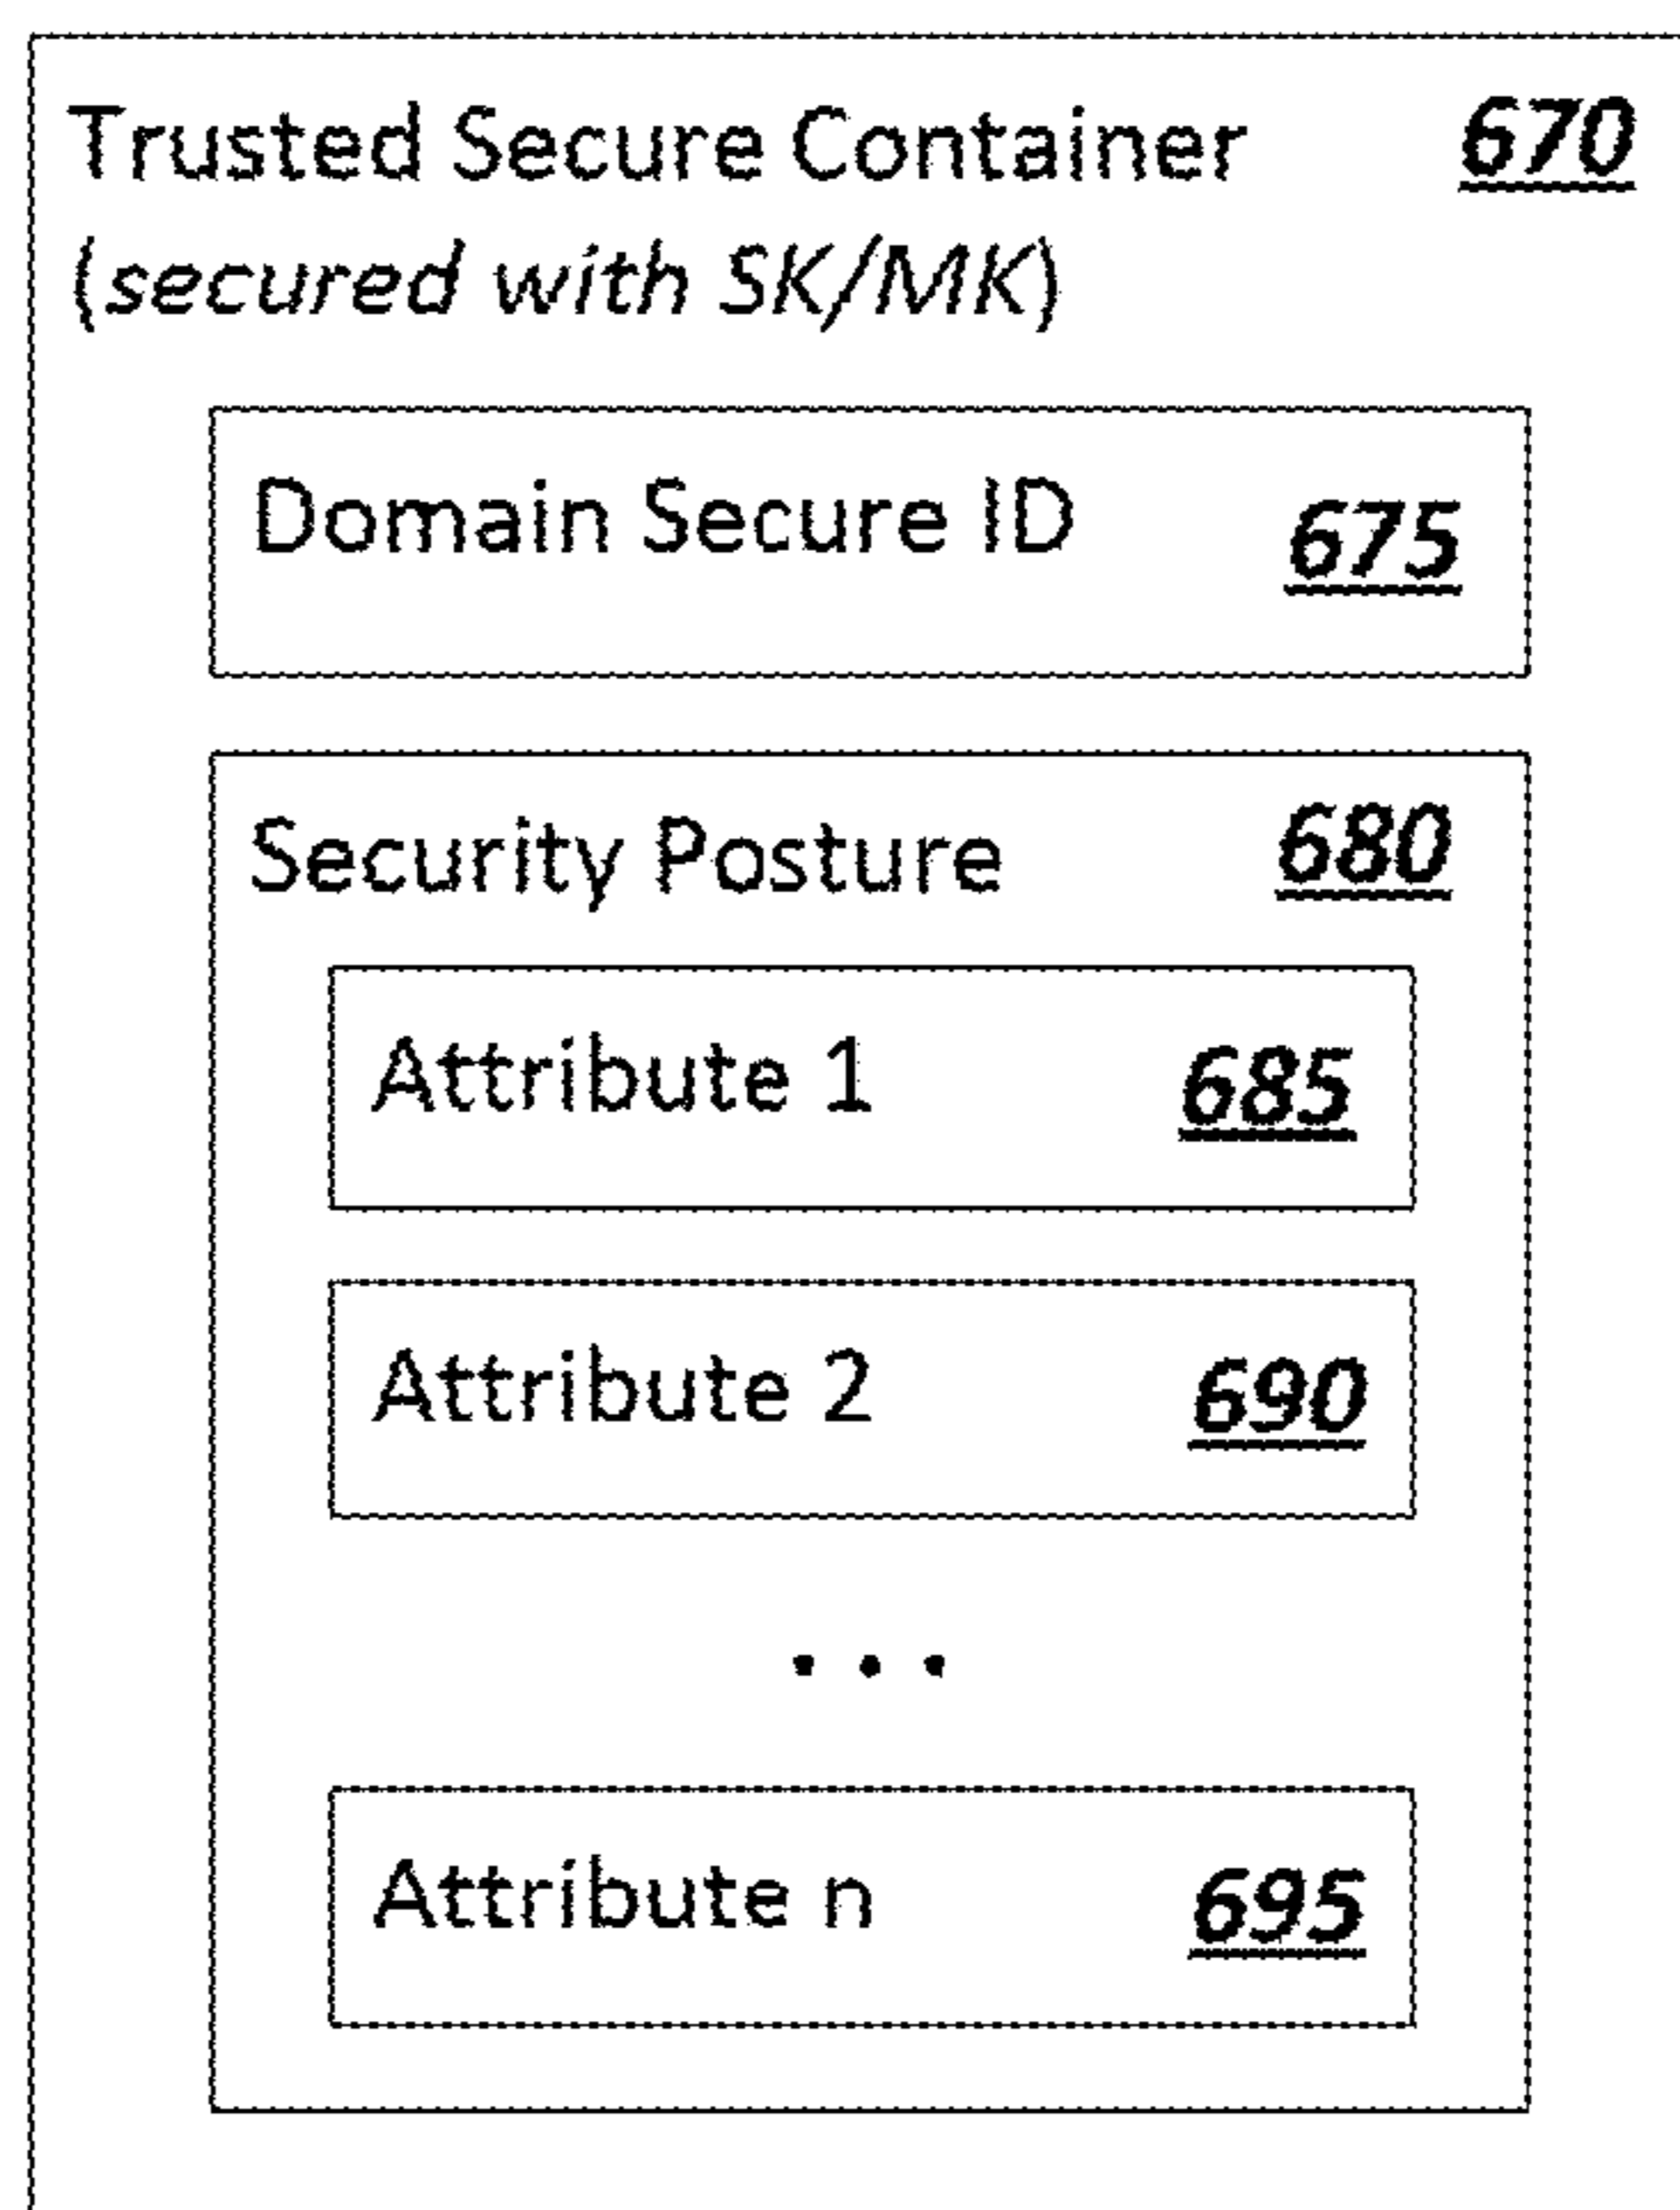 Trusted Secure Container 670
(secured with SK/MK)
Domain Secure ID 675
Security Posture 680
Attribute 1 685
Attribute 2 690
...
Attribute n 695